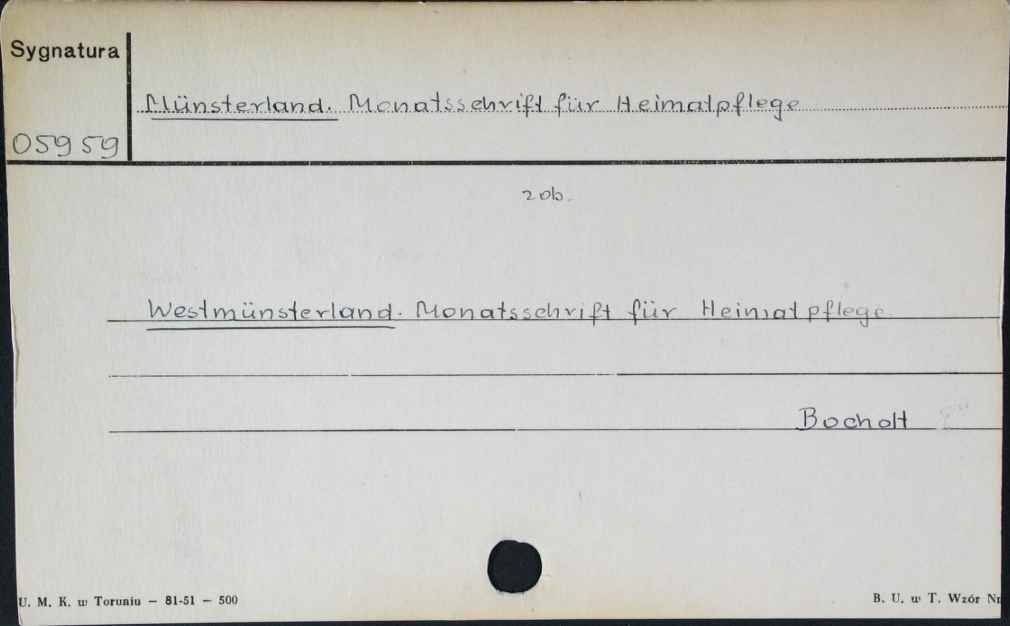 Sygnatura
Münsterland. Monatsschrift für Heimatpflege
05959
zob.
Westmünsterland. Monatsschrift für Heimatpflege
Bocholt
U. M. K. w Toruniu — 81-51 — 500
B. U. w T. Wzór Nr